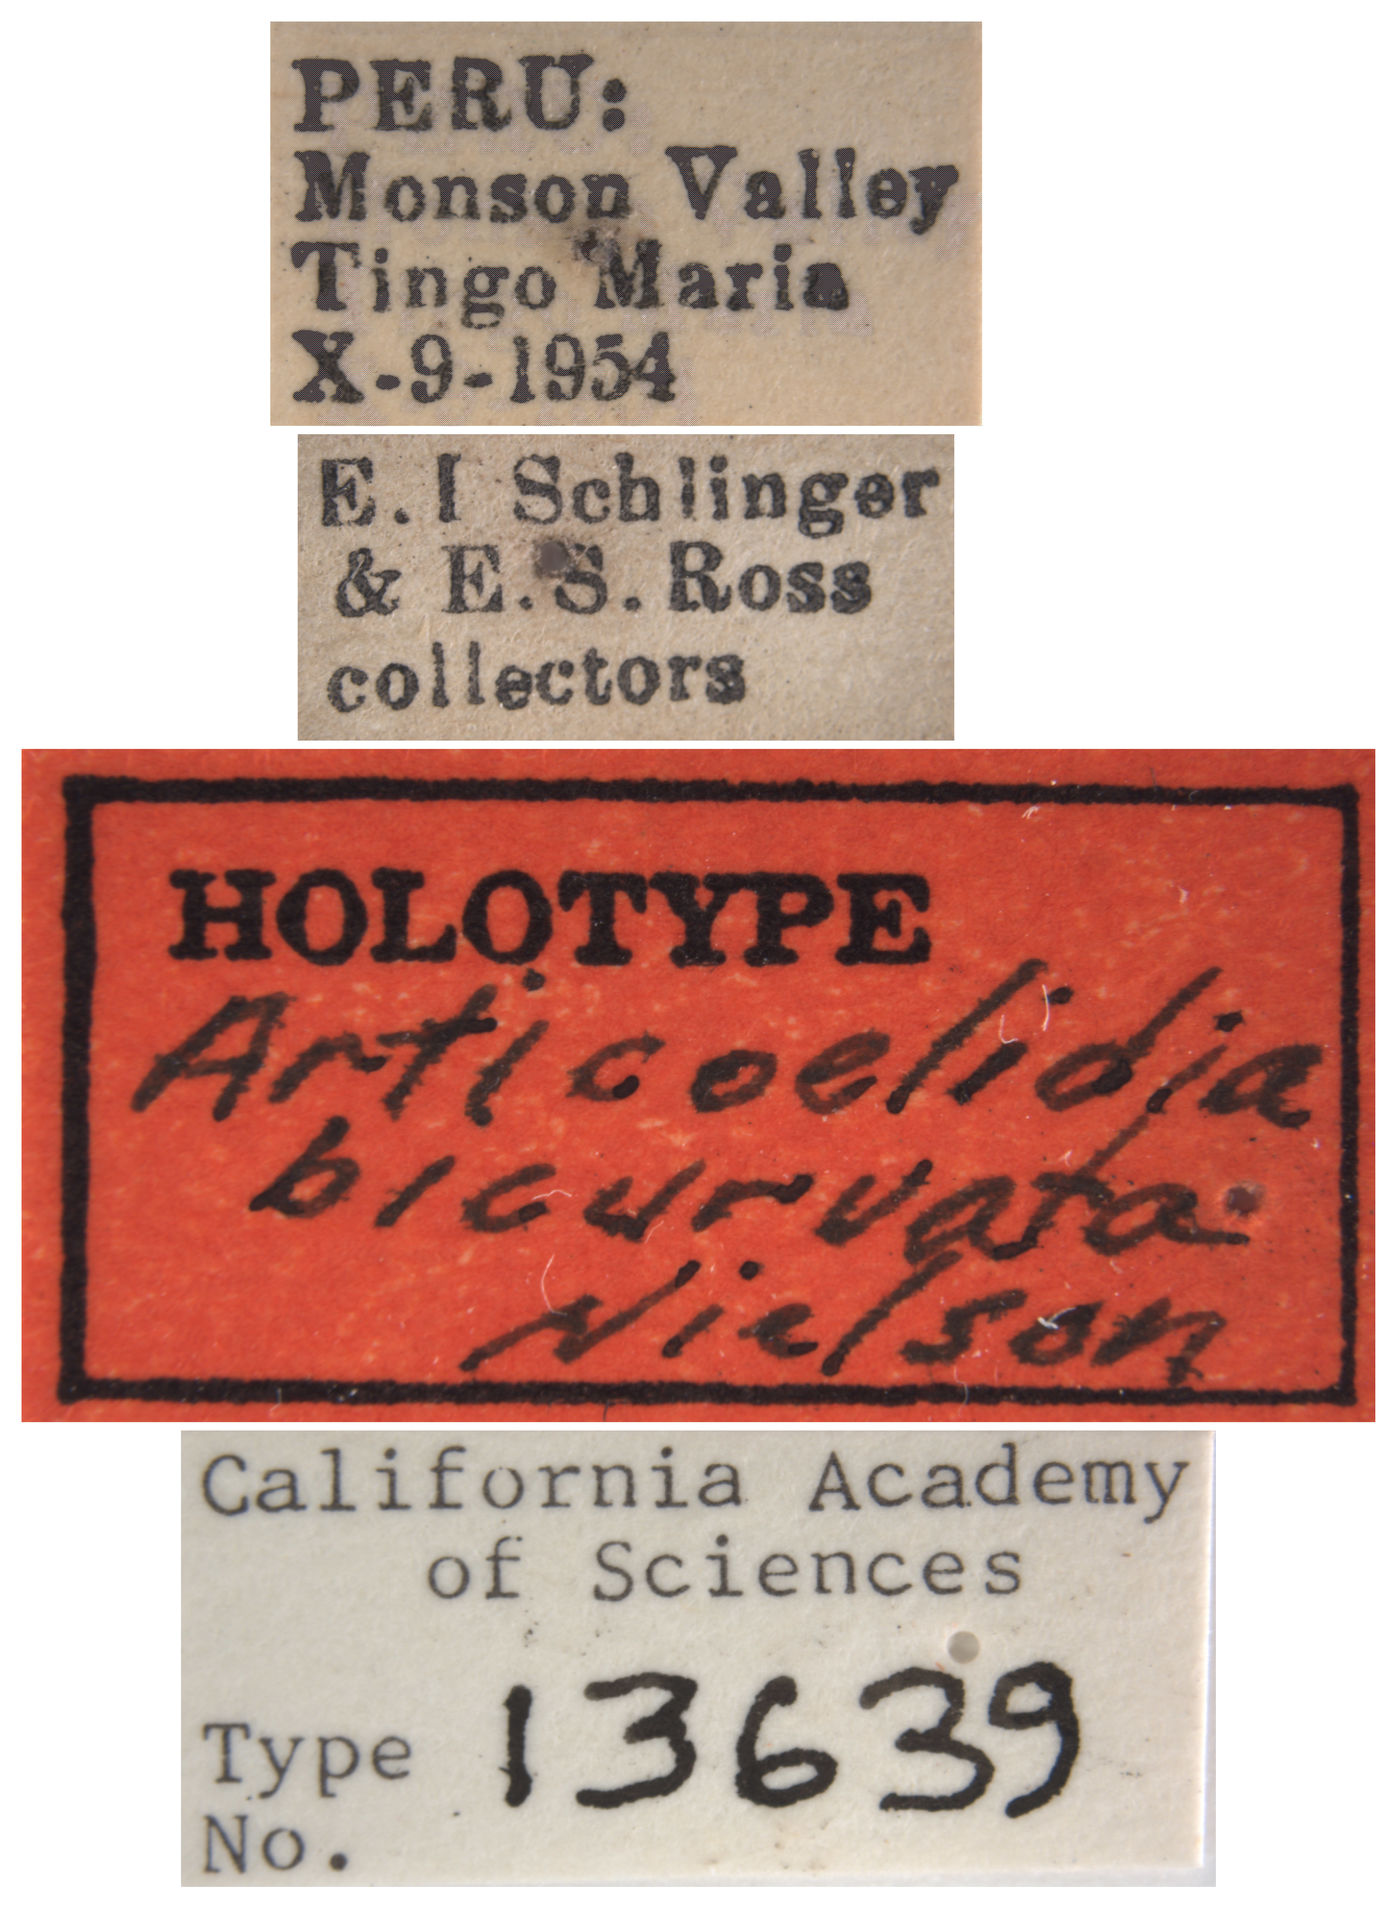 PERU:
Monson Valley
Tingo Maria
X-9-1954
E.I Schlinger
& E.S. Ross
collectors
HOLOTYPE
Articoelidia
bicurvata
Nielson
California Academy
of Sciences
Type 13639
No.